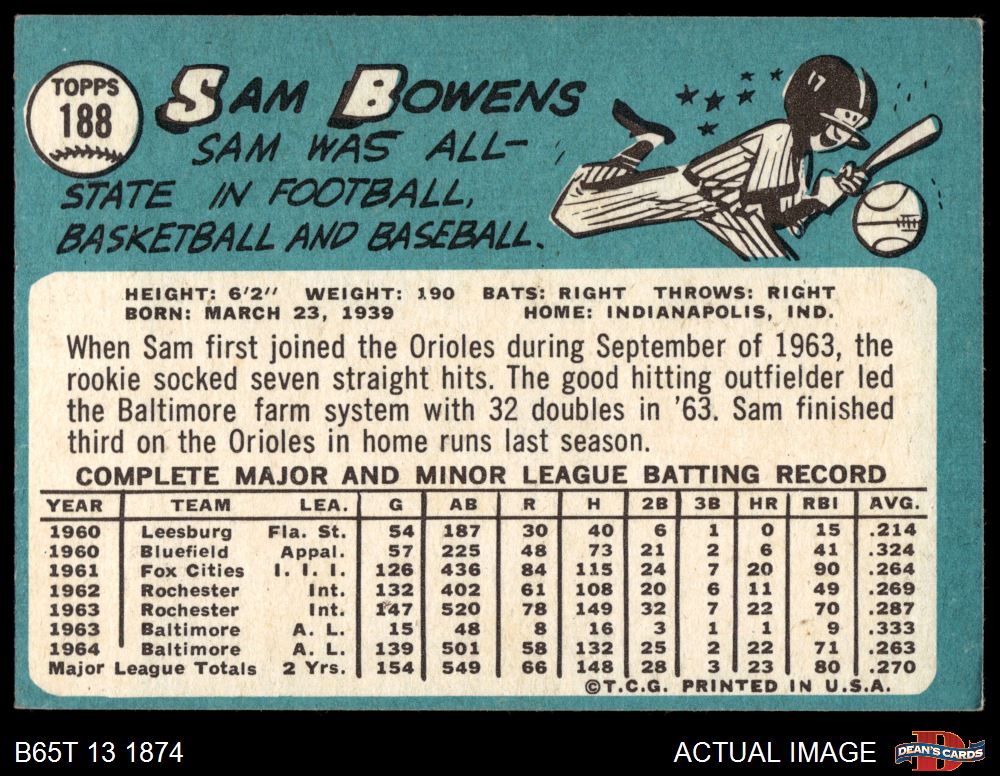 TOPPS
188
SAM BOWENS
SAM WAS ALL-
STATE IN FOOTBALL,
BASKETBALL AND BASEBALL.
17
HEIGHT: 6'2" WEIGHT: 190 BATS: RIGHT THROWS: RIGHT
BORN: MARCH 23, 1939 HOME: INDIANAPOLIS, IND.
When Sam first joined the Orioles during September of 1963, the
rookie socked seven straight hits. The good hitting outfielder led
the Baltimore farm system with 32 doubles in '63. Sam finished
third on the Orioles in home runs last season.
COMPLETE MAJOR AND MINOR LEAGUE BATTING RECORD
YEAR TEAM LEA. G AB R H 2B 3B HR RBI AVG.
1960 Leesburg Fla. St. 54 187 30 40 6 1 0 15 .214
1960 Bluefield Appal. 57 225 48 73 21 2 6 41 .324
1961 Fox Cities I. I. I. 126 436 84 115 24 7 20 90 .264
1962 Rochester Int. 132 402 61 108 20 6 11 49 .269
1963 Rochester Int. 147 520 78 149 32 7 22 70 .287
1963 Baltimore A. L. 15 48 8 16 3 1 1 9 .333
1964 Baltimore A. L. 139 501 58 132 25 2 22 71 .263
Major League Totals 2 Yrs. 154 549 66 148 28 3 23 80 .270
©T.C.G. PRINTED IN U.S.A.
B65T 13 1874 ACTUAL IMAGE DEAN'S CARDS